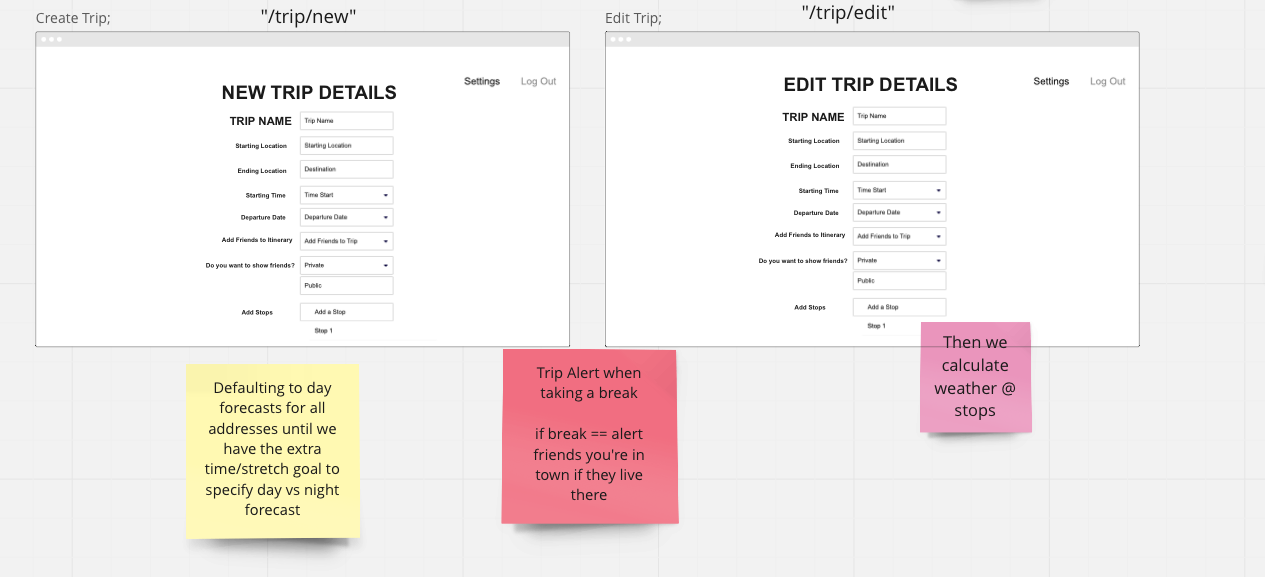 Create Trip;
"/trip/new"
Settings
Log Out
NEW TRIP DETAILS
TRIP NAME
Trip Name
Starting Location
Starting Location
Ending Location
Destination
Starting Time
Time Start
Departure Date
Departure Date
Add Friends to Itinerary
Add Friends to Trip
Do you want to show friends?
Private
Public
Add Stops
Add a Stop
Stop 1
Edit Trip;
"/trip/edit"
Settings
Log Out
EDIT TRIP DETAILS
TRIP NAME
Trip Name
Starting Location
Starting Location
Ending Location
Destination
Starting Time
Time Start
Departure Date
Departure Date
Add Friends to Itinerary
Add Friends to Trip
Do you want to show friends?
Private
Public
Add Stops
Add a Stop
Stop 1
Defaulting to day
forecasts for all
addresses until we
have the extra
time/stretch goal to
specify day vs night
forecast
Trip Alert when
taking a break
if break == alert
friends you're in
town if they live
there
Then we
calculate
weather @
stops